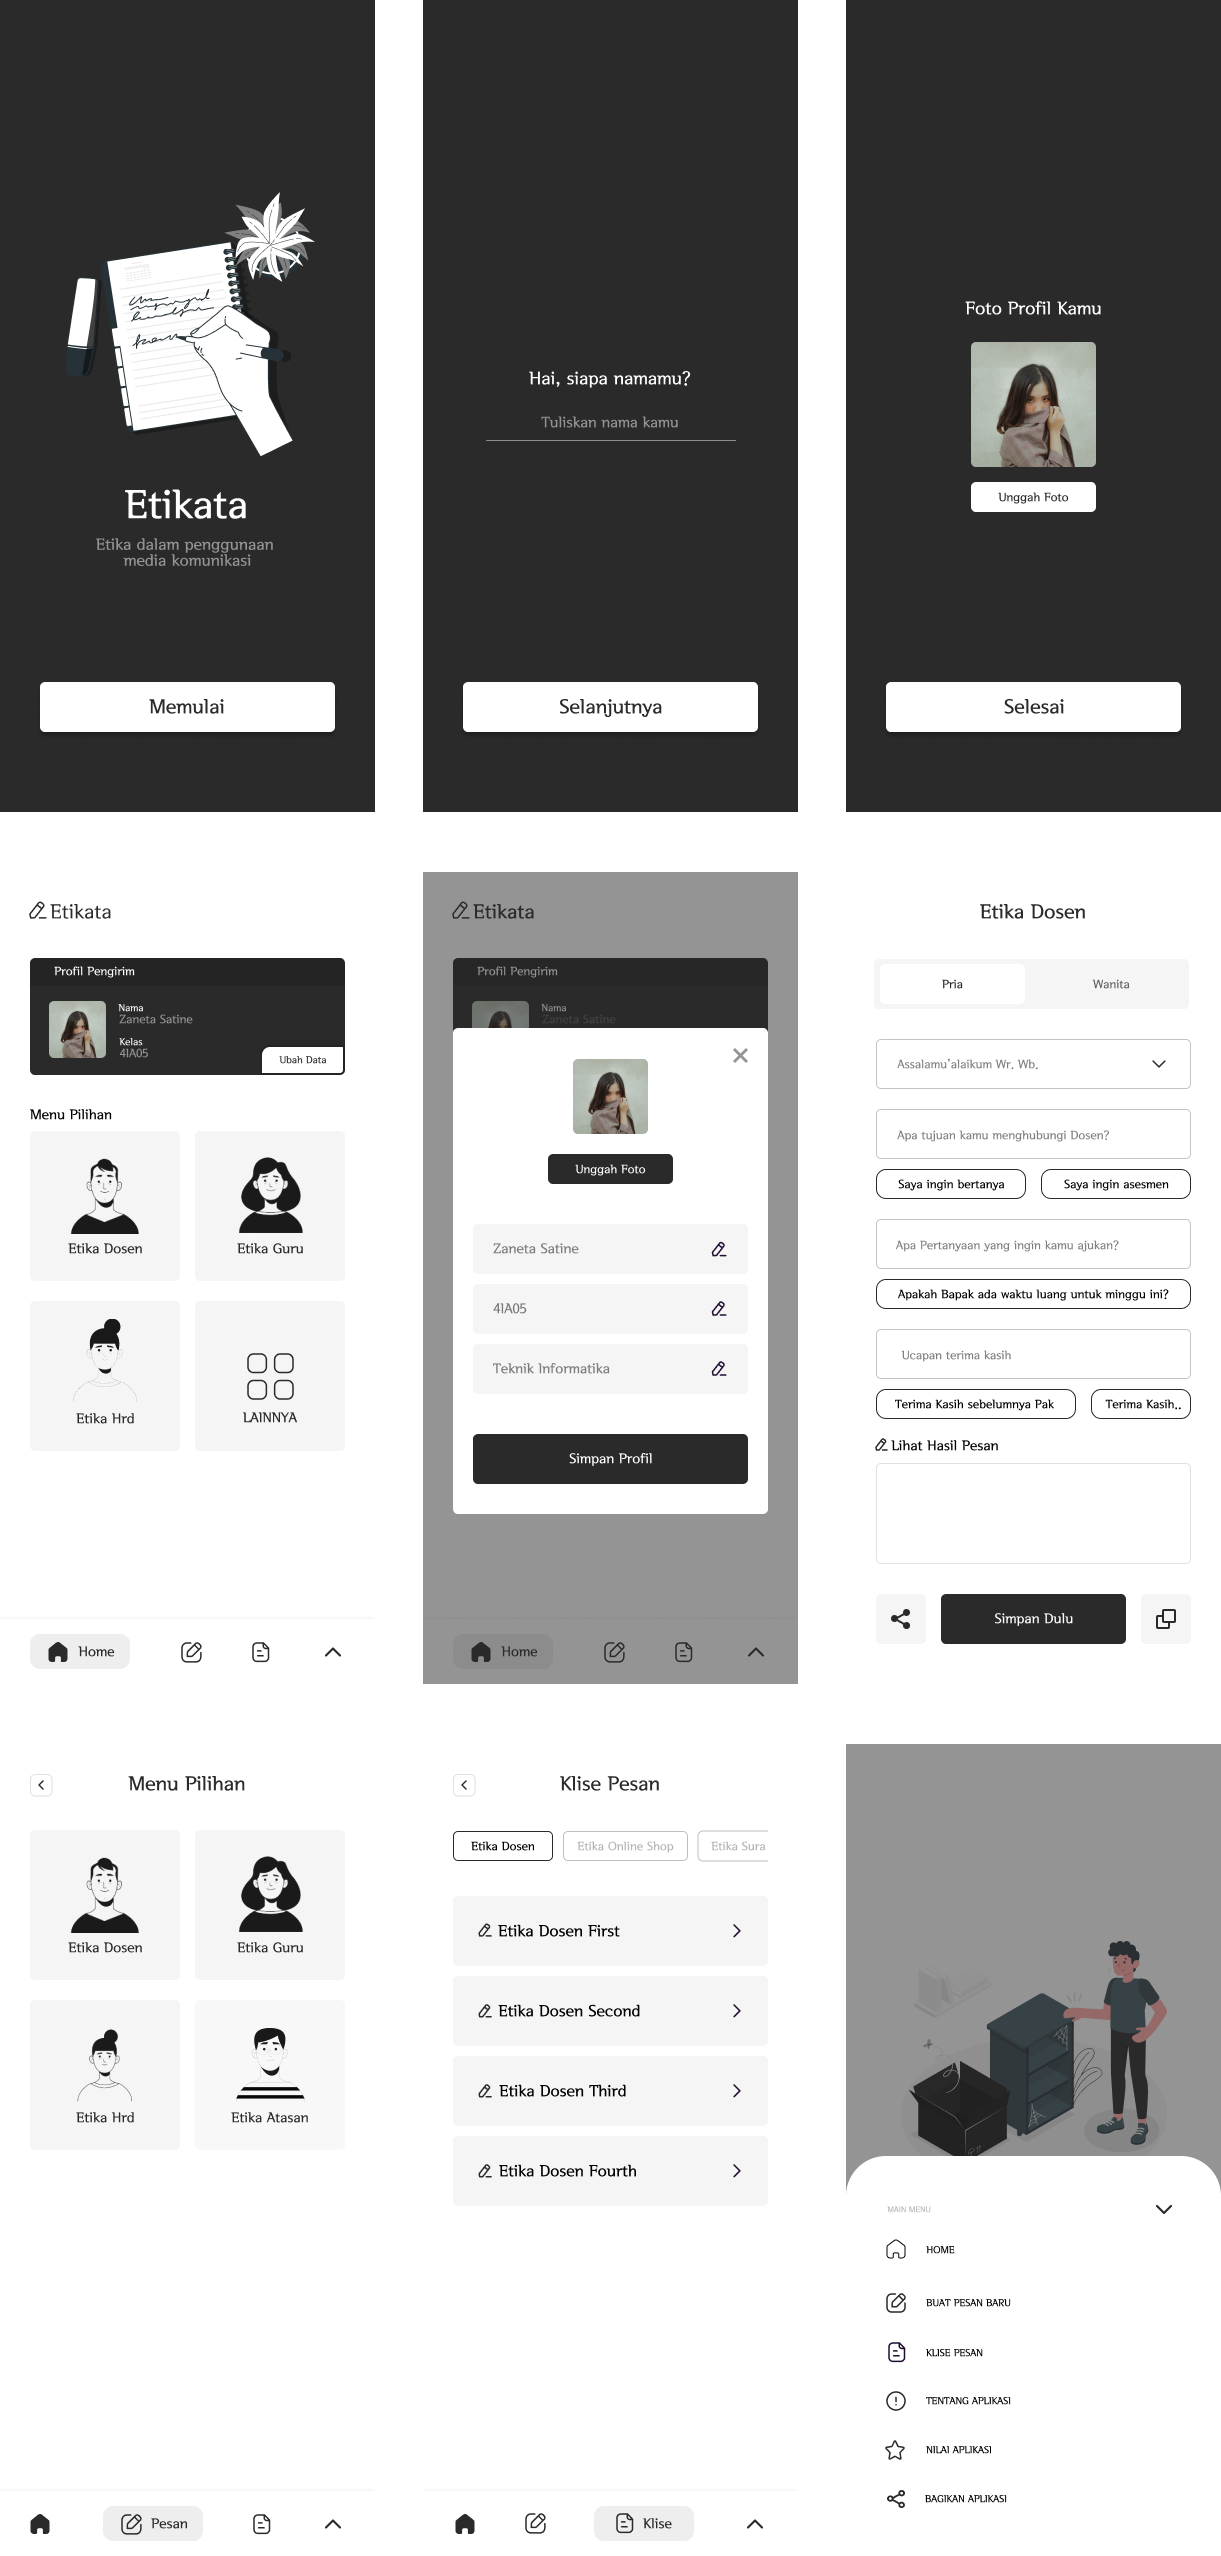 Etikata
Etika dalam penggunaan
media komunikasi
Memulai
Hai, siapa namamu?
Tuliskan nama kamu
Selanjutnya
Foto Profil Kamu
Unggah Foto
Selesai
Etikata
Profil Pengirim
Nama
Zaneta Satine
Kelas
41A05
Ubah Data
Menu Pilihan
Etika Dosen
Etika Guru
Etika Hrd
LAINNYA
Home
Etikata
Profil Pengirim
Nama
Zaneta Satine
Unggah Foto
Zaneta Satine
41A05
Teknik Informatika
Simpan Profil
Home
Etika Dosen
Pria
Wanita
Assalamu'alaikum Wr. Wb.
Apa tujuan kamu menghubungi Dosen?
Saya ingin bertanya
Saya ingin asesmen
Apa Pertanyaan yang ingin kamu ajukan?
Apakah Bapak ada waktu luang untuk minggu ini?
Ucapan terima kasih
Terima Kasih sebelumnya Pak
Terima Kasih..
Lihat Hasil Pesan
Simpan Dulu
Menu Pilihan
Etika Dosen
Etika Guru
Etika Hrd
Etika Atasan
Pesan
Klise Pesan
Etika Dosen
Etika Online Shop
Etika Sura
Etika Dosen First
Etika Dosen Second
Etika Dosen Third
Etika Dosen Fourth
Klise
MAIN MENU
HOME
BUAT PESAN BARU
KLISE PESAN
TENTANG APLIKASI
NILAI APLIKASI
BAGIKAN APLIKASI